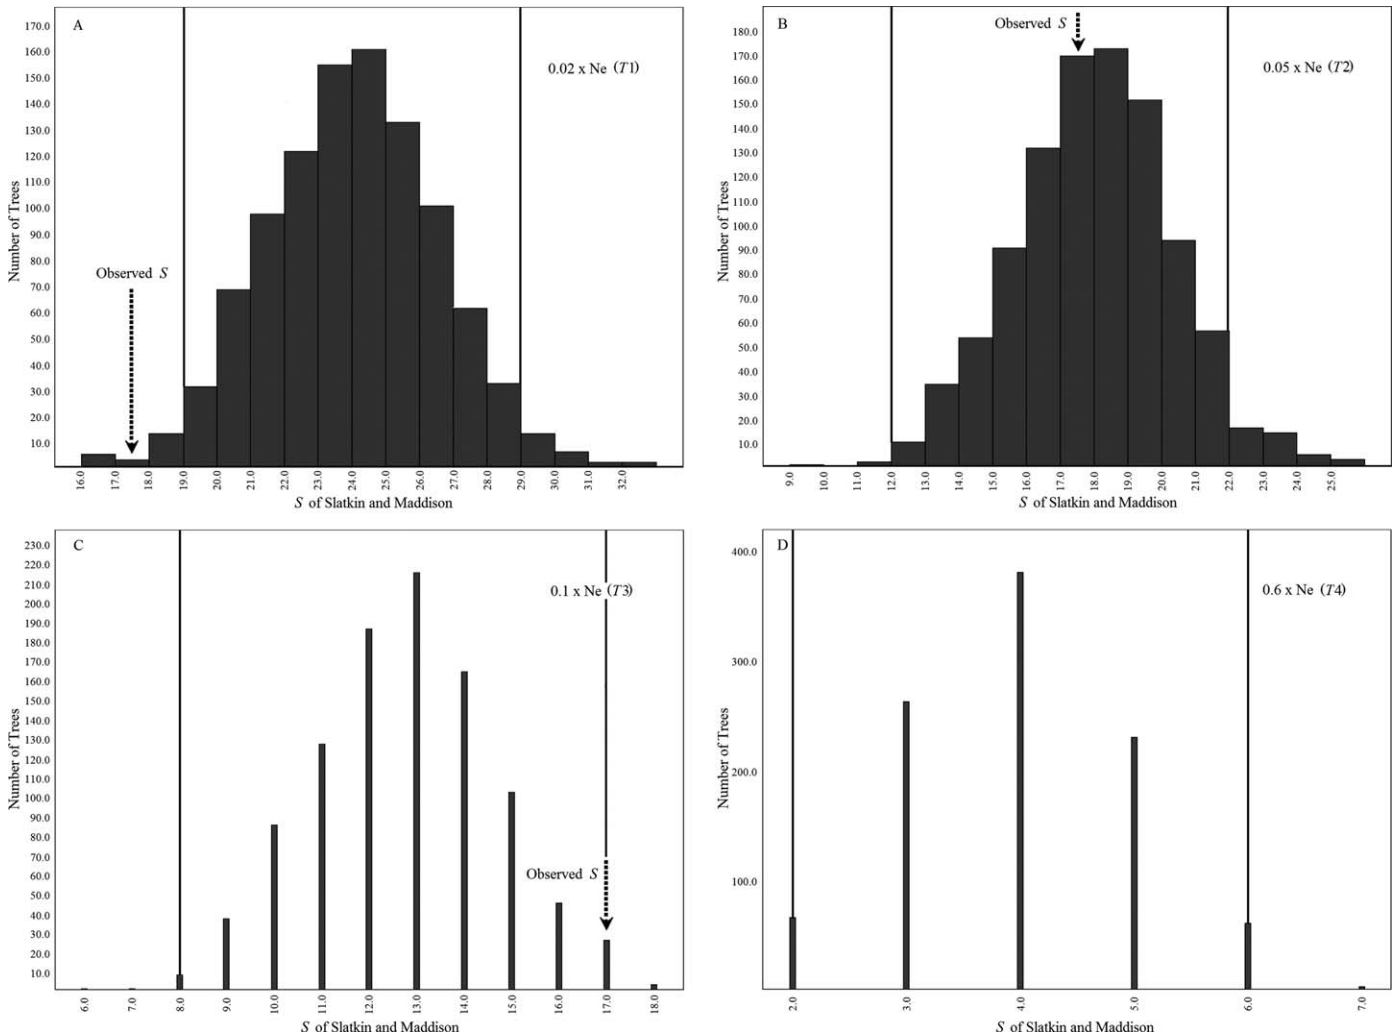 A
0.02 x Ne (T1)
Observed S
Number of Trees
170.0
160.0
150.0
140.0
130.0
120.0
110.0
100.0
90.0
80.0
70.0
60.0
50.0
40.0
30.0
20.0
10.0
16.0 17.0 18.0 19.0 20.0 21.0 22.0 23.0 24.0 25.0 26.0 27.0 28.0 29.0 30.0 31.0 32.0
S of Slatkin and Maddison
B
Observed S
0.05 x Ne (T2)
Number of Trees
180.0
170.0
160.0
150.0
140.0
130.0
120.0
110.0
100.0
90.0
80.0
70.0
60.0
50.0
40.0
30.0
20.0
10.0
9.0 10.0 11.0 12.0 13.0 14.0 15.0 16.0 17.0 18.0 19.0 20.0 21.0 22.0 23.0 24.0 25.0
S of Slatkin and Maddison
C
0.1 x Ne (T3)
Observed S
Number of Trees
230.0
220.0
210.0
200.0
190.0
180.0
170.0
160.0
150.0
140.0
130.0
120.0
110.0
100.0
90.0
80.0
70.0
60.0
50.0
40.0
30.0
20.0
10.0
6.0 7.0 8.0 9.0 10.0 11.0 12.0 13.0 14.0 15.0 16.0 17.0 18.0
S of Slatkin and Maddison
D
0.6 x Ne (T4)
Number of Trees
400.0
300.0
200.0
100.0
2.0 3.0 4.0 5.0 6.0 7.0
S of Slatkin and Maddison